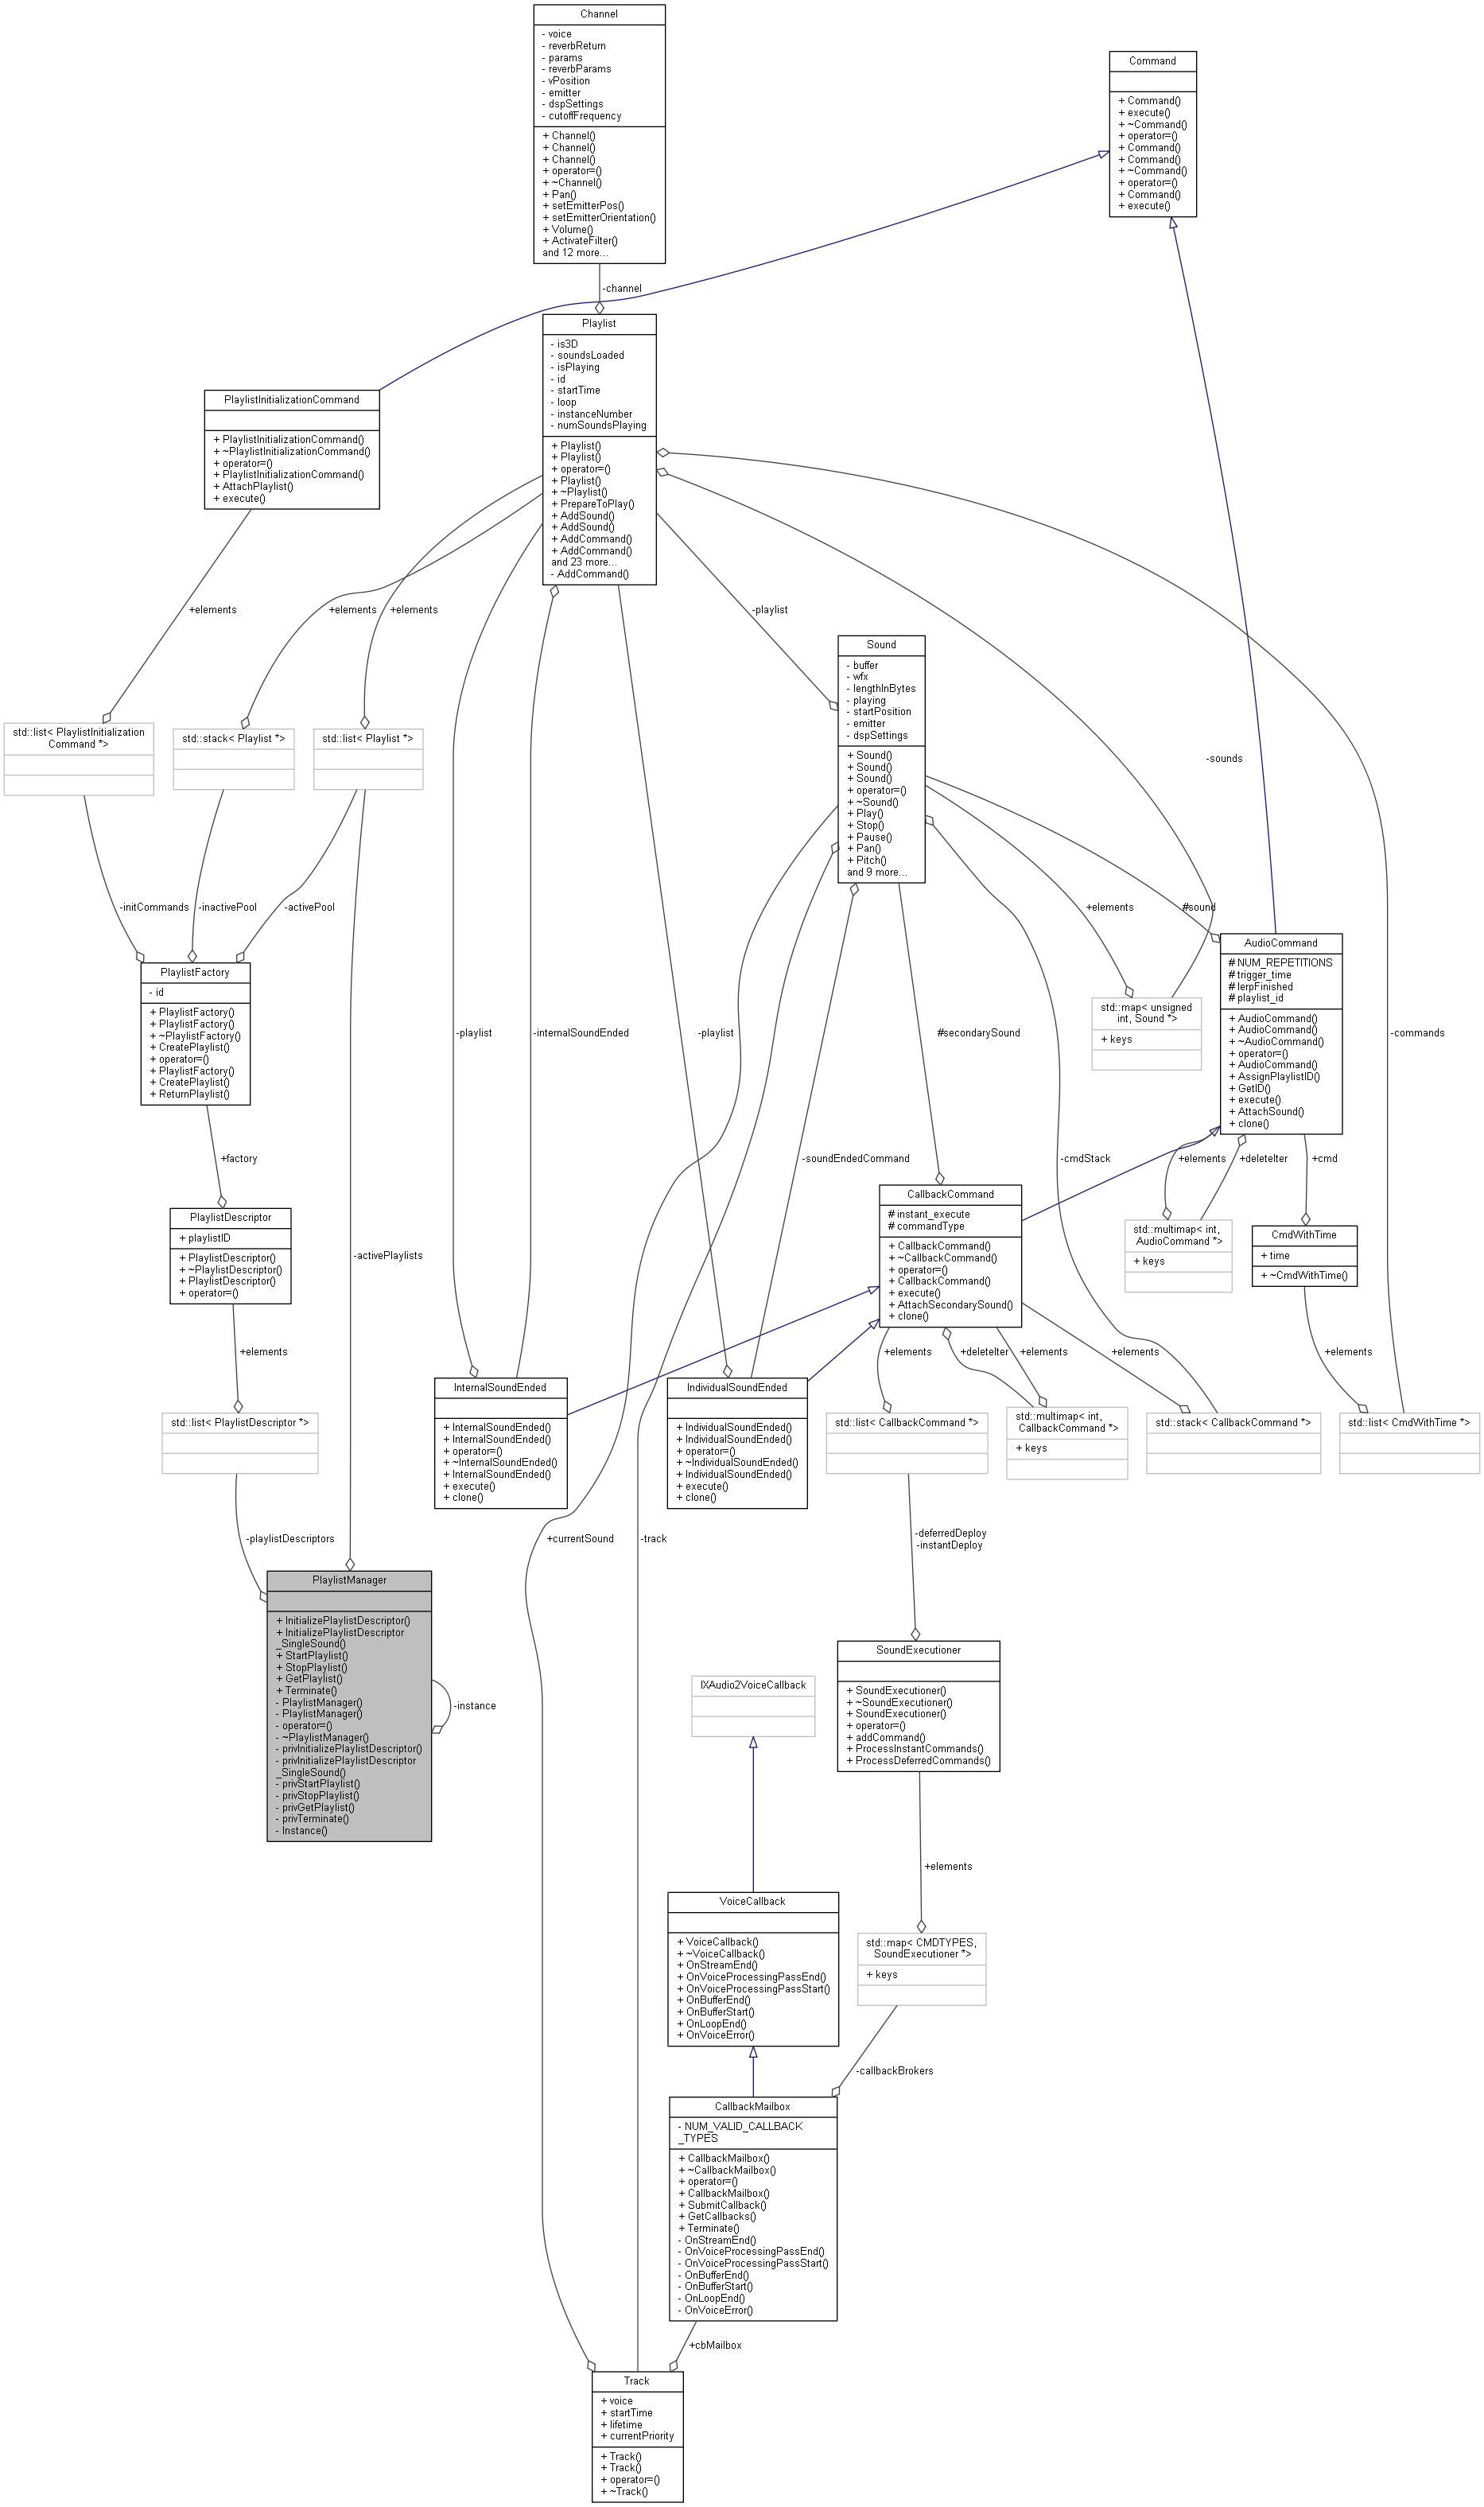 Channel
- voice
- reverbReturn
- params
- reverbParams
- vPosition
- emitter
- dspSettings
- cutoffFrequency
+ Channel()
+ Channel()
+ Channel()
+ operator=()
+ ~Channel()
+ Pan()
+ setEmitterPos()
+ setEmitterOrientation()
+ Volume()
+ ActivateFilter()
and 12 more...
Command
+ Command()
+ execute()
+ ~Command()
+ operator=()
+ Command()
+ Command()
+ ~Command()
+ operator=()
+ Command()
+ execute()
-channel
Playlist
- is3D
- soundsLoaded
- isPlaying
- id
- startTime
- loop
- instanceNumber
- numSoundsPlaying
+ Playlist()
+ Playlist()
+ operator=()
+ Playlist()
+ ~Playlist()
+ PrepareToPlay()
+ AddSound()
+ AddSound()
+ AddCommand()
+ AddCommand()
and 23 more...
- AddCommand()
PlaylistInitializationCommand
+ PlaylistInitializationCommand()
+ ~PlaylistInitializationCommand()
+ operator=()
+ PlaylistInitializationCommand()
+ AttachPlaylist()
+ execute()
+elements
+elements
+elements
-playlist
Sound
- buffer
- wfx
- lengthInBytes
- playing
- startPosition
- emitter
- dspSettings
+ Sound()
+ Sound()
+ Sound()
+ operator=()
+ ~Sound()
+ Play()
+ Stop()
+ Pause()
+ Pan()
+ Pitch()
and 9 more...
std::list< PlaylistInitialization
Command *>
std::stack< Playlist *>
std::list< Playlist *>
-sounds
-initCommands
-inactivePool
-activePool
+elements
#sound
PlaylistFactory
- id
+ PlaylistFactory()
+ PlaylistFactory()
+ ~PlaylistFactory()
+ CreatePlaylist()
+ operator=()
+ PlaylistFactory()
+ CreatePlaylist()
+ ReturnPlaylist()
AudioCommand
# NUM_REPETITIONS
# trigger_time
# lerpFinished
# playlist_id
+ AudioCommand()
+ AudioCommand()
+ ~AudioCommand()
+ operator=()
+ AudioCommand()
+ AssignPlaylistID()
+ GetID()
+ execute()
+ AttachSound()
+ clone()
std::map< unsigned
int, Sound *>
+ keys
-playlist
-internalSoundEnded
-playlist
#secondarySound
-commands
+factory
-soundEndedCommand
-cmdStack
+elements
+deleteIter
+cmd
PlaylistDescriptor
+ playlistID
+ PlaylistDescriptor()
+ ~PlaylistDescriptor()
+ PlaylistDescriptor()
+ operator=()
-activePlaylists
CallbackCommand
# instant_execute
# commandType
+ CallbackCommand()
+ ~CallbackCommand()
+ operator=()
+ CallbackCommand()
+ execute()
+ AttachSecondarySound()
+ clone()
std::multimap< int,
AudioCommand *>
+ keys
CmdWithTime
+ time
+ ~CmdWithTime()
+elements
+elements
+deleteIter
+elements
+elements
+elements
InternalSoundEnded
+ InternalSoundEnded()
+ InternalSoundEnded()
+ operator=()
+ ~InternalSoundEnded()
+ InternalSoundEnded()
+ execute()
+ clone()
IndividualSoundEnded
+ IndividualSoundEnded()
+ IndividualSoundEnded()
+ operator=()
+ ~IndividualSoundEnded()
+ IndividualSoundEnded()
+ execute()
+ clone()
std::list< PlaylistDescriptor *>
std::list< CallbackCommand *>
std::multimap< int,
CallbackCommand *>
+ keys
std::stack< CallbackCommand *>
std::list< CmdWithTime *>
-playlistDescriptors
+currentSound
-track
-deferredDeploy
-instantDeploy
PlaylistManager
+ InitializePlaylistDescriptor()
+ InitializePlaylistDescriptor
_SingleSound()
+ StartPlaylist()
+ StopPlaylist()
+ GetPlaylist()
+ Terminate()
- PlaylistManager()
- PlaylistManager()
- operator=()
- ~PlaylistManager()
- privInitializePlaylistDescriptor()
- privInitializePlaylistDescriptor
_SingleSound()
- privStartPlaylist()
- privStopPlaylist()
- privGetPlaylist()
- privTerminate()
- Instance()
-instance
IXAudio2VoiceCallback
SoundExecutioner
+ SoundExecutioner()
+ ~SoundExecutioner()
+ SoundExecutioner()
+ operator=()
+ addCommand()
+ ProcessInstantCommands()
+ ProcessDeferredCommands()
+elements
VoiceCallback
+ VoiceCallback()
+ ~VoiceCallback()
+ OnStreamEnd()
+ OnVoiceProcessingPassEnd()
+ OnVoiceProcessingPassStart()
+ OnBufferEnd()
+ OnBufferStart()
+ OnLoopEnd()
+ OnVoiceError()
std::map< CMDTYPES,
SoundExecutioner *>
+ keys
-callbackBrokers
CallbackMailbox
- NUM_VALID_CALLBACK
_TYPES
+ CallbackMailbox()
+ ~CallbackMailbox()
+ operator=()
+ CallbackMailbox()
+ SubmitCallback()
+ GetCallbacks()
+ Terminate()
- OnStreamEnd()
- OnVoiceProcessingPassEnd()
- OnVoiceProcessingPassStart()
- OnBufferEnd()
- OnBufferStart()
- OnLoopEnd()
- OnVoiceError()
+cbMailbox
Track
+ voice
+ startTime
+ lifetime
+ currentPriority
+ Track()
+ Track()
+ operator=()
+ ~Track()